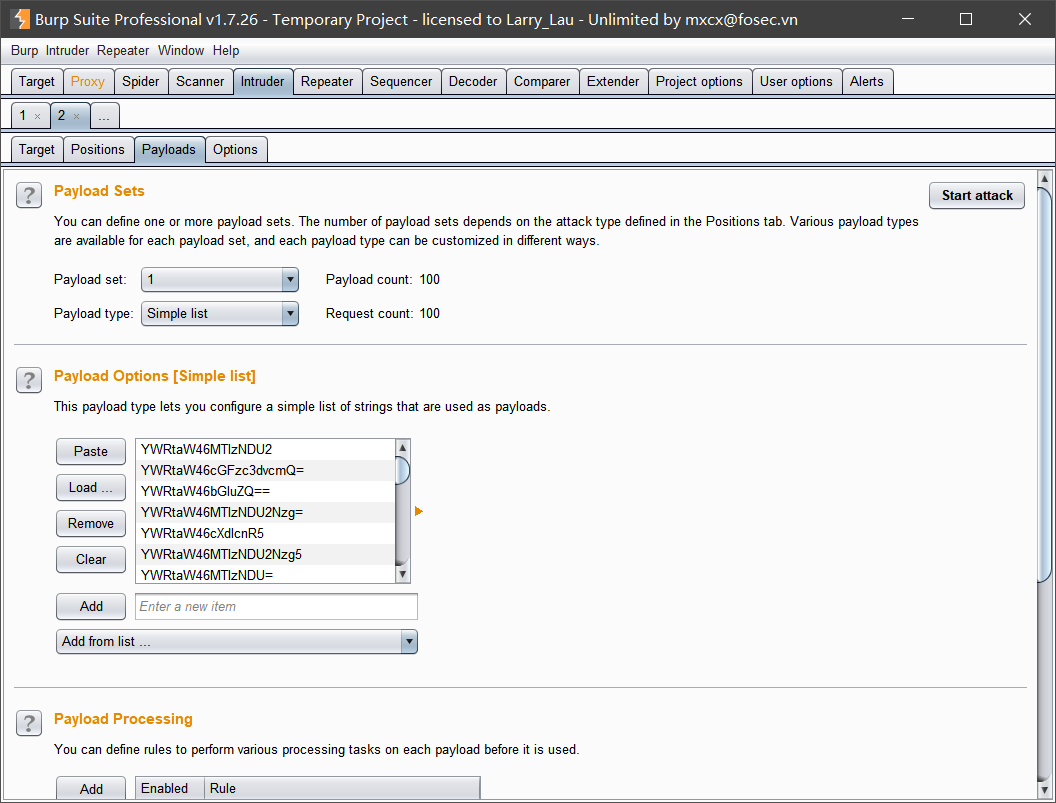 Burp Suite Professional v1.7.26 - Temporary Project - licensed to Larry_Lau - Unlimited by mxcx@fosec.vn
Burp Intruder Repeater Window Help
Target Proxy Spider Scanner Intruder Repeater Sequencer Decoder Comparer Extender Project options User options Alerts
1 × 2 × ...
Target Positions Payloads Options
? Payload Sets Start attack
You can define one or more payload sets. The number of payload sets depends on the attack type defined in the Positions tab. Various payload types
are available for each payload set, and each payload type can be customized in different ways.
Payload set: 1 Payload count: 100
Payload type: Simple list Request count: 100
? Payload Options [Simple list]
This payload type lets you configure a simple list of strings that are used as payloads.
Paste YWRtaW46MTIzNDU2
YWRtaW46cGFzc3dvcmQ=
Load ... YWRtaW46bGluZQ==
Remove YWRtaW46MTIzNDU2Nzg=
YWRtaW46cXdlcnR5
Clear YWRtaW46MTIzNDU2Nzg5
YWRtaW46MTIzNDU=
Add Enter a new item
Add from list ...
? Payload Processing
You can define rules to perform various processing tasks on each payload before it is used.
Add Enabled Rule